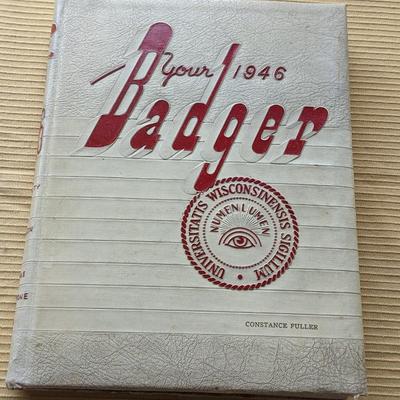 Your 1946
Badger
UNIVERSITATIS WISCONSINENSIS SIGILLUM
NUMEN LUMEN
CONSTANCE FULLER